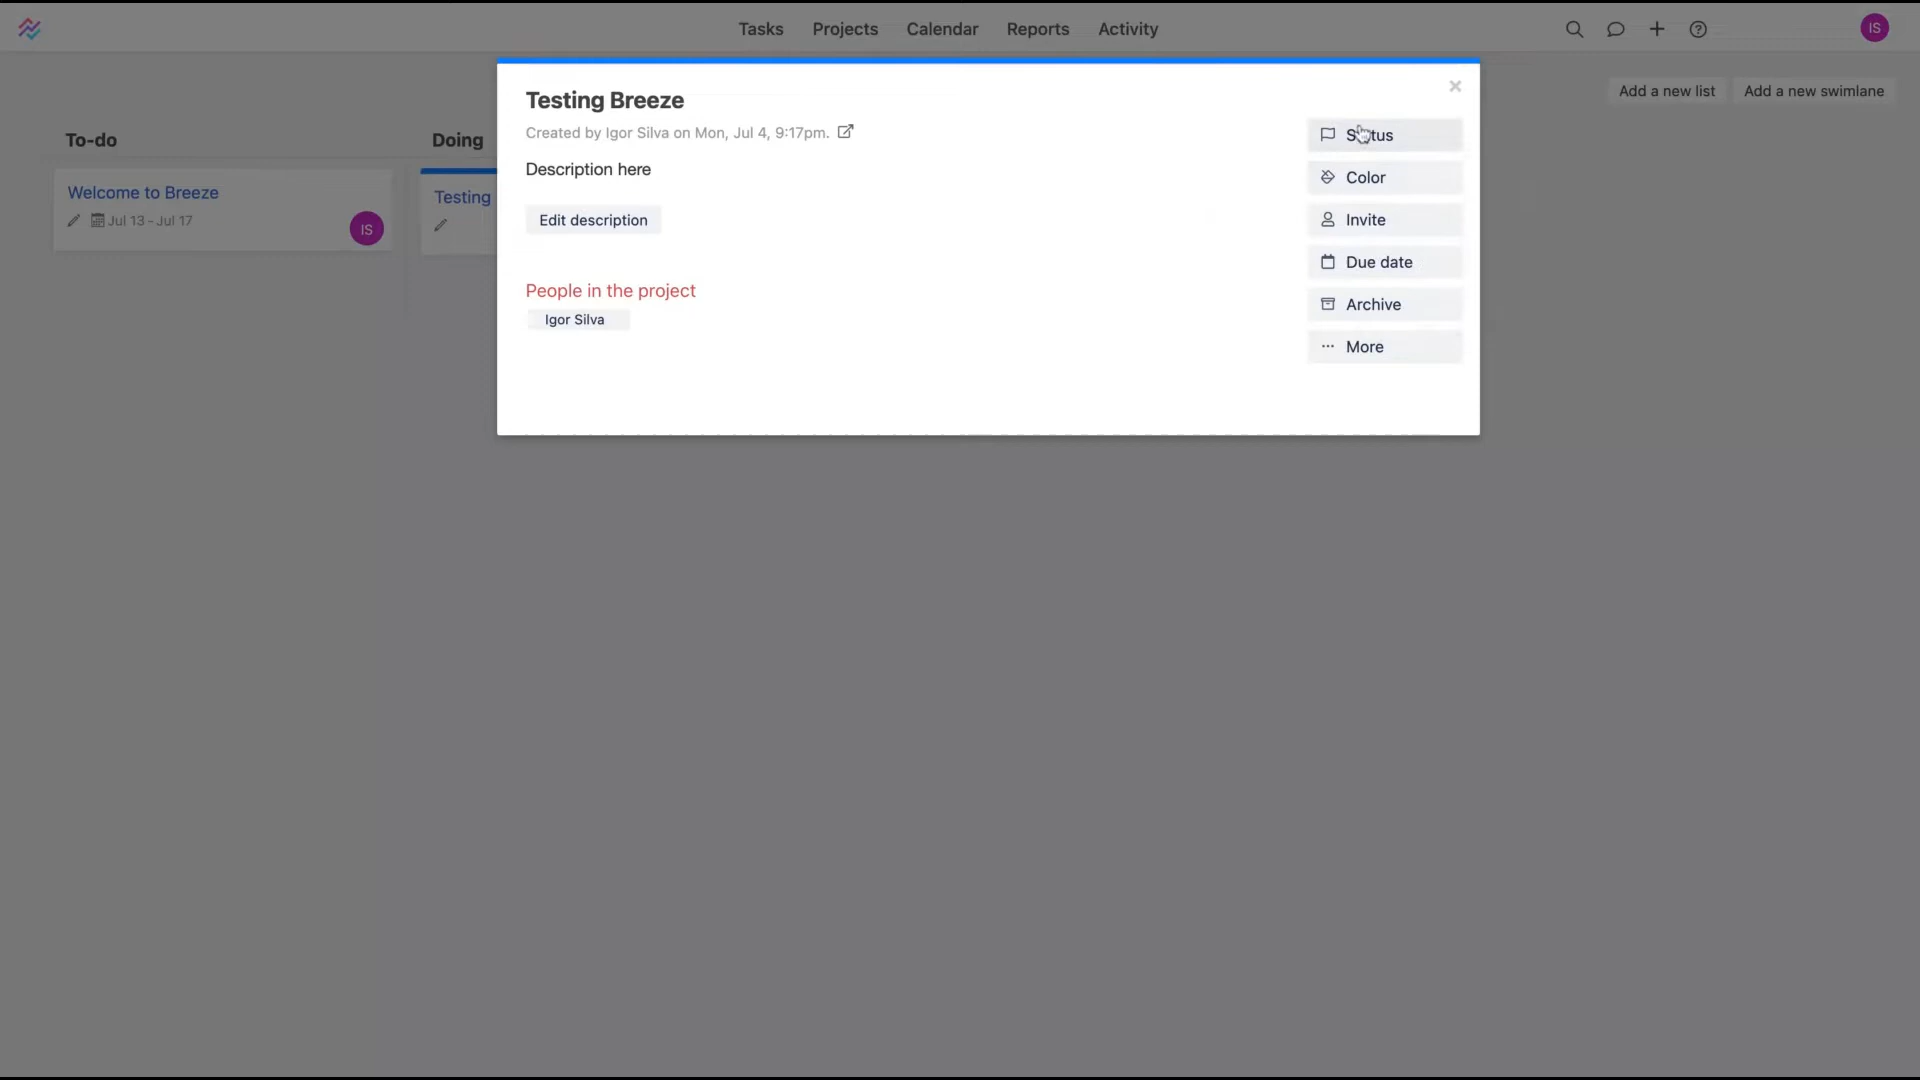 Tasks
Projects
Calendar
Reports
Activity
IS
Add a new list
Add a new swimlane
To-do
Welcome to Breeze
Jul 13 - Jul 17
IS
Doing
Testing
Testing Breeze
Created by Igor Silva on Mon, Jul 4, 9:17pm.
Description here
Edit description
People in the project
Igor Silva
Status
Color
Invite
Due date
Archive
More